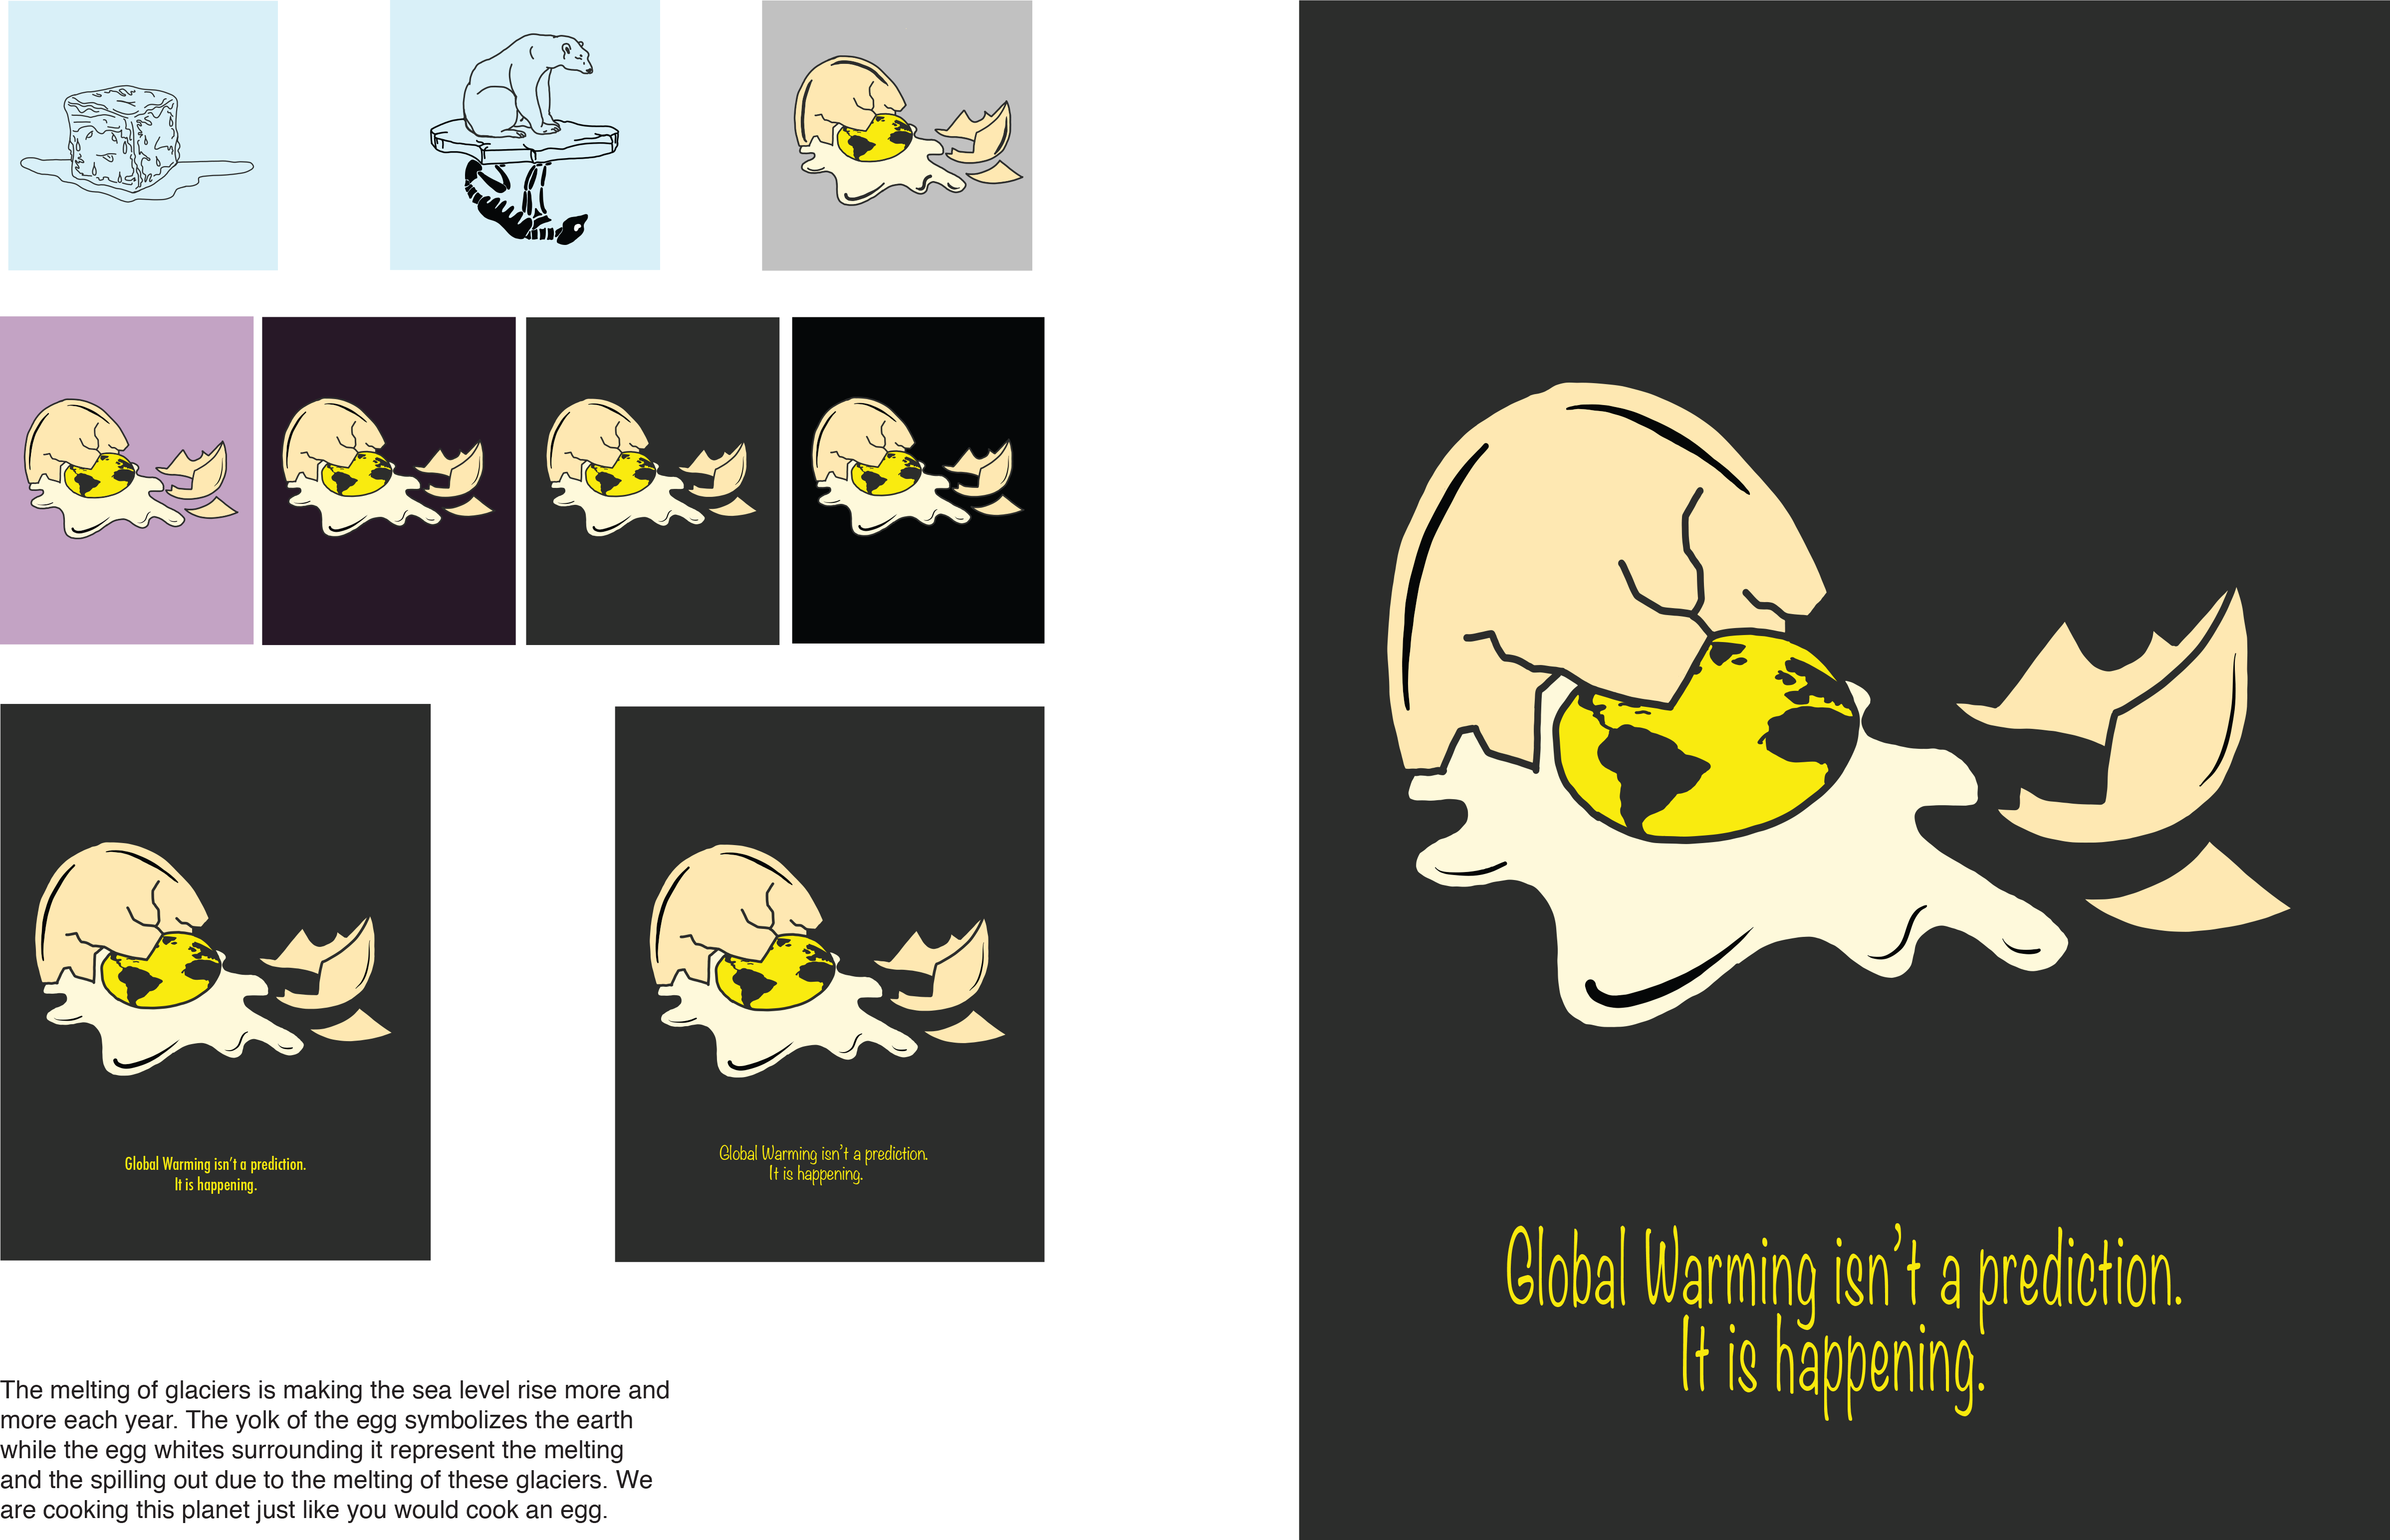 Global Warming isn't a prediction.
It is happening.
Global Warming isn't a prediction.
It is happening.
The melting of glaciers is making the sea level rise more and
more each year. The yolk of the egg symbolizes the earth
while the egg whites surrounding it represent the melting
and the spilling out due to the melting of these glaciers. We
are cooking this planet just like you would cook an egg.
Global Warming isn't a prediction.
It is happening.